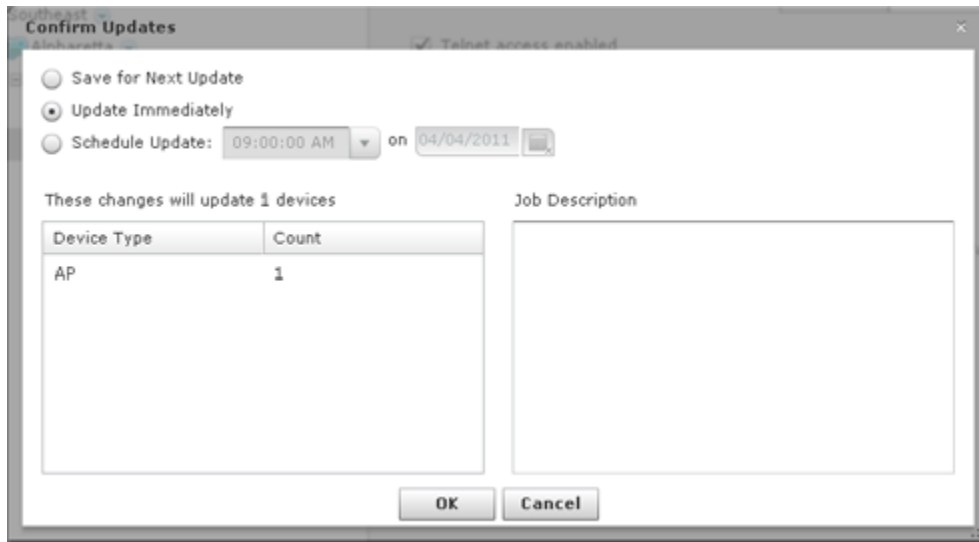 Southeast
Confirm Updates
Alpharetta
Telnet access enabled
Save for Next Update
Update Immediately
Schedule Update: 09:00:00 AM on 04/04/2011
These changes will update 1 devices
Job Description
Device Type Count
AP 1
OK Cancel